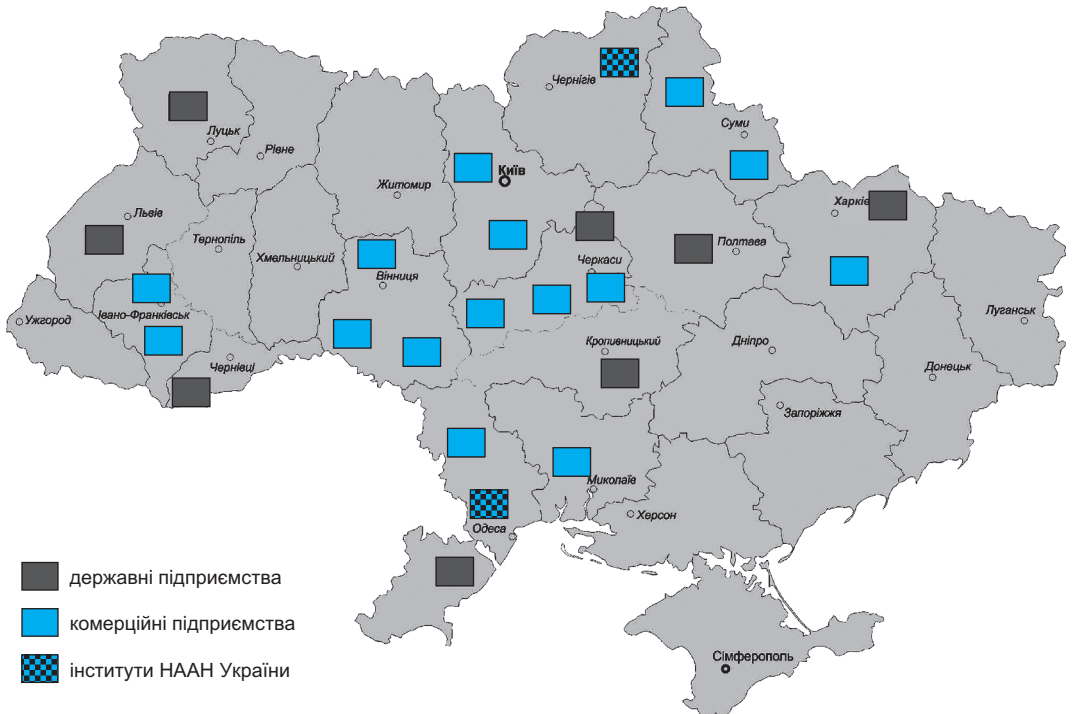 Чернігів
Суми
Луцьк
Рівне
Київ
Житомир
Харків
Львів
Тернопіль
Полтава
Хмельницький
Черкаси
Вінниця
Івано-Франківськ
Ужгород
Луганськ
Кропивницький
Дніпро
Чернівці
Донецьк
Запоріжжя
Миколаїв
Херсон
Одеса
державні підприємства
комерційні підприємства
інститути НААН України
Сімферополь